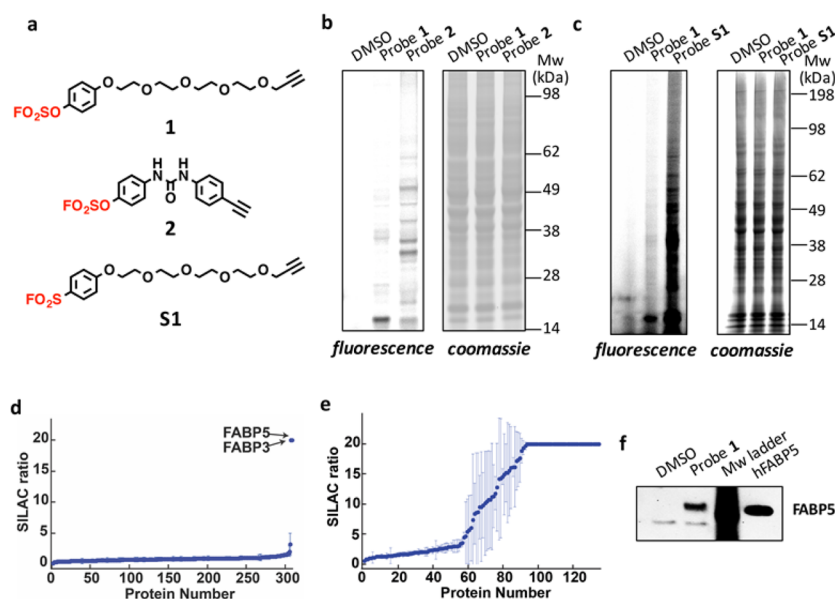 a
FO₂SO
O
O
O
O
O
1
FO₂SO
H
N
H
N
O
2
FO₂S
O
O
O
O
O
S1
b
DMSO
Probe 1
Probe 2
DMSO
Probe 1
Probe 2
Mw
(kDa)
98
62
49
38
28
14
fluorescence
coomassie
c
DMSO
Probe 1
Probe S1
DMSO
Probe 1
Probe S1
Mw
(kDa)
198
98
62
49
38
28
14
fluorescence
coomassie
d
SILAC ratio
20
15
10
5
0
FABP5
FABP3
0 50 100 150 200 250 300
Protein Number
e
SILAC ratio
20
15
10
5
0
0 20 40 60 80 100 120
Protein Number
f
DMSO
Probe 1
Mw ladder
hFABP5
FABP5